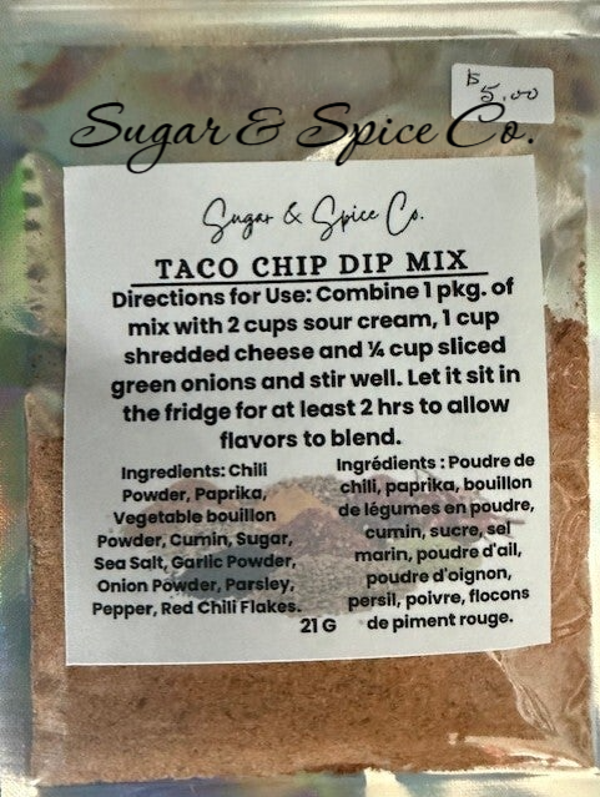 $5.00
Sugar & Spice Co.
Sugar & Spice Co.
TACO CHIP DIP MIX
Directions for Use: Combine 1 pkg. of
mix with 2 cups sour cream, 1 cup
shredded cheese and ¼ cup sliced
green onions and stir well. Let it sit in
the fridge for at least 2 hrs to allow
flavors to blend.
Ingredients: Chili
Powder, Paprika,
Vegetable bouillon
Powder, Cumin, Sugar,
Sea Salt, Garlic Powder,
Onion Powder, Parsley,
Pepper, Red Chili Flakes.
Ingrédients : Poudre de
chili, paprika, bouillon
de légumes en poudre,
cumin, sucre, sel
marin, poudre d'ail,
poudre d'oignon,
persil, poivre, flocons
de piment rouge.
21 G